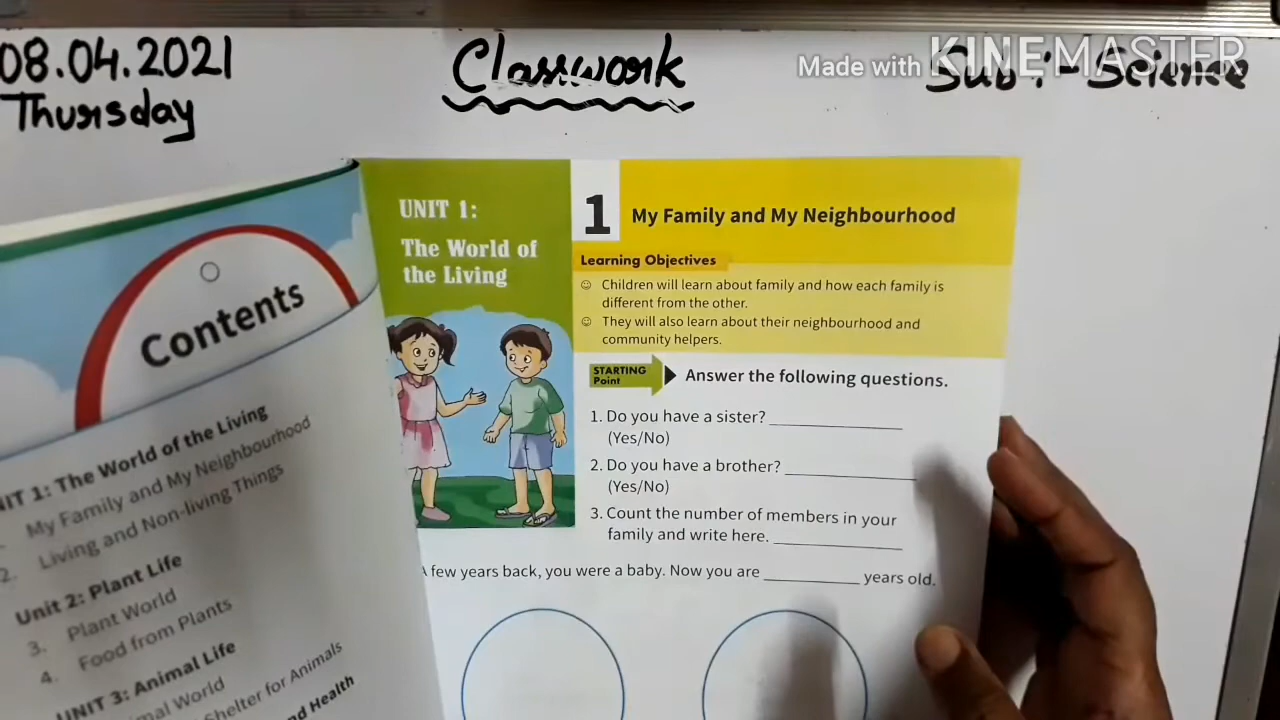 08.04.2021
Thursday
Classwork
Sub :- Science
Made with KINEMASTER
Contents
UNIT 1: The World of the Living
My Family and My Neighbourhood
2. Living and Non-living Things
Unit 2: Plant Life
3. Plant World
4. Food from Plants
UNIT 3: Animal Life
Shelter for Animals
Health
UNIT 1:
The World of
the Living
1 My Family and My Neighbourhood
Learning Objectives
Children will learn about family and how each family is
different from the other.
They will also learn about their neighbourhood and
community helpers.
STARTING
Point
Answer the following questions.
1. Do you have a sister? ____________
(Yes/No)
2. Do you have a brother? ____________
(Yes/No)
3. Count the number of members in your
family and write here. ____________
A few years back, you were a baby. Now you are _________ years old.